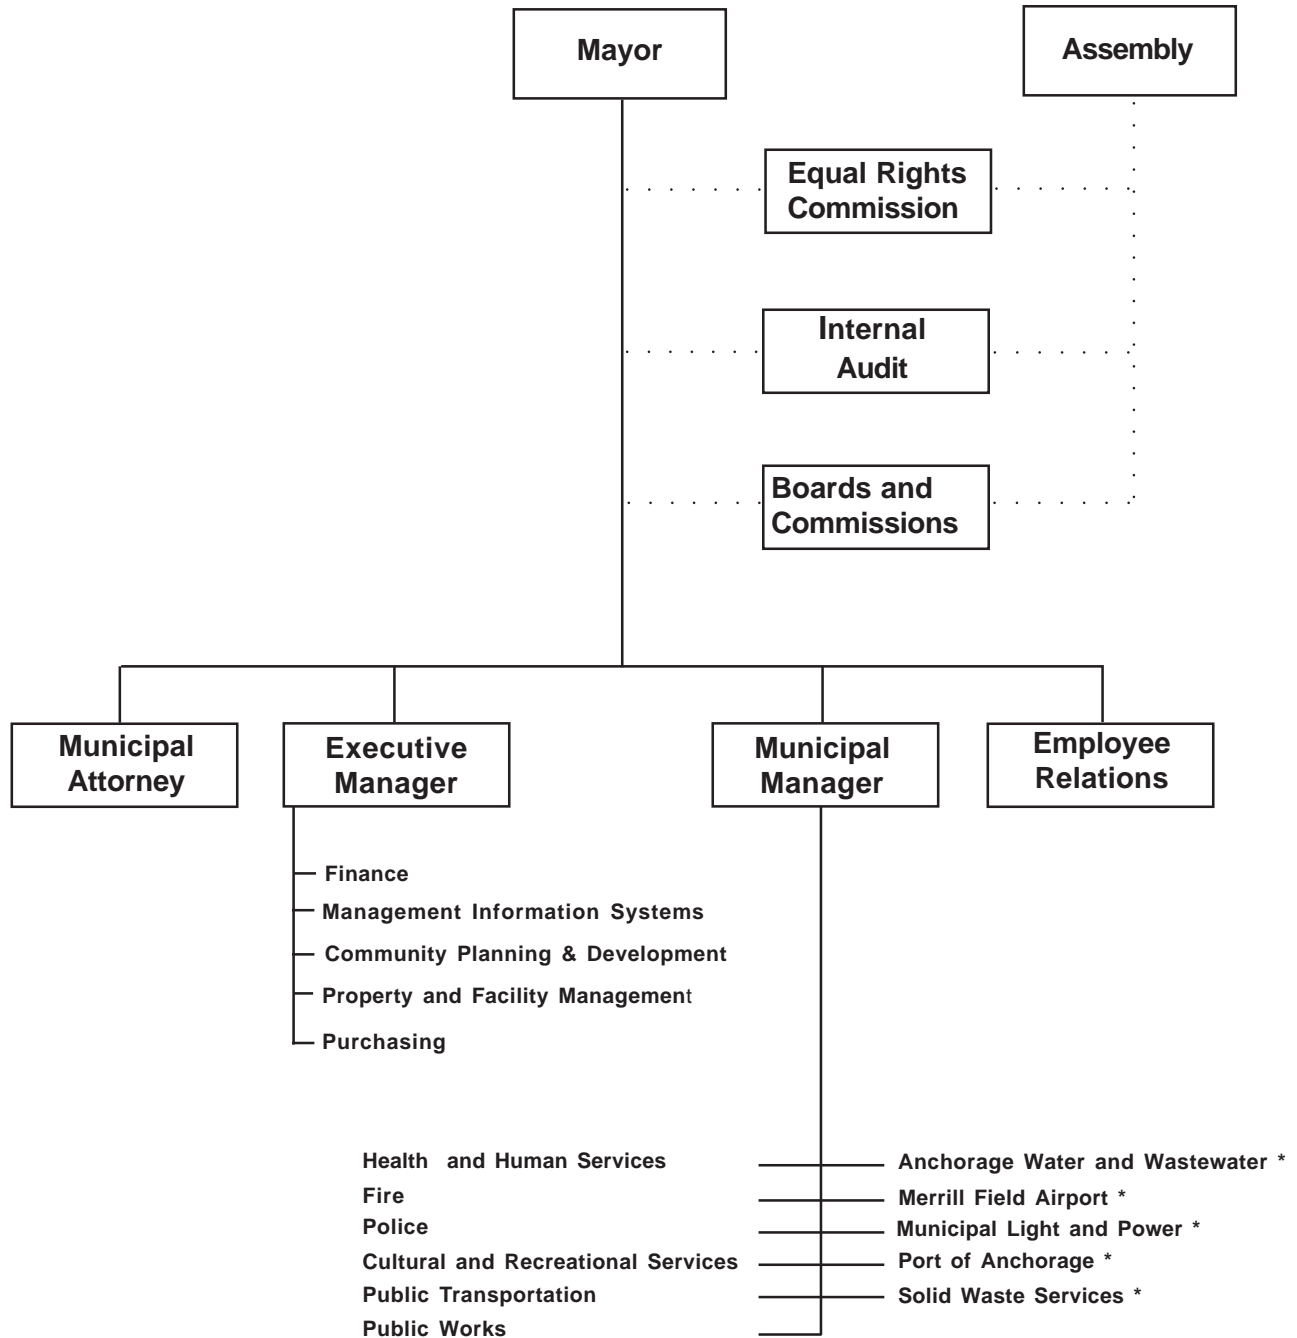 Mayor
Assembly
Equal Rights
Commission
Internal
Audit
Boards and
Commissions
Municipal
Attorney
Executive
Manager
Municipal
Manager
Employee
Relations
Finance
Management Information Systems
Community Planning & Development
Property and Facility Management
Purchasing
Health and Human Services
Fire
Police
Cultural and Recreational Services
Public Transportation
Public Works
Anchorage Water and Wastewater *
Merrill Field Airport *
Municipal Light and Power *
Port of Anchorage *
Solid Waste Services *